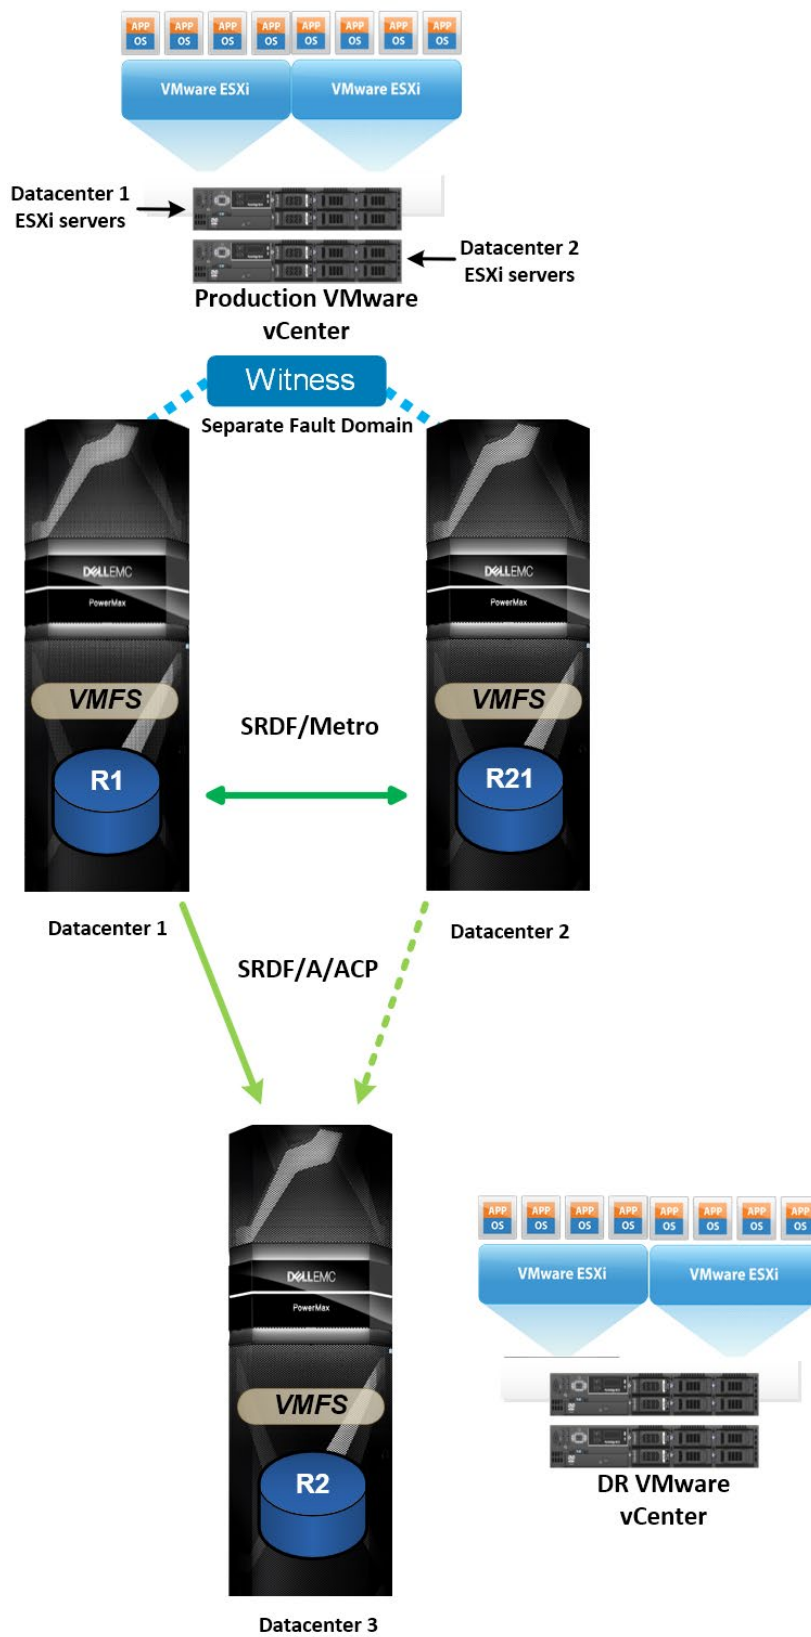 APP APP APP APP APP APP APP APP
OS OS OS OS OS OS OS OS
VMware ESXi VMware ESXi
Datacenter 1
ESXi servers
Datacenter 2
ESXi servers
Production VMware
vCenter
Witness
Separate Fault Domain
DELLEMC DELLEMC
PowerMax PowerMax
VMFS VMFS
SRDF/Metro
R1 R21
Datacenter 1 Datacenter 2
SRDF/A/ACP
APP APP APP APP APP APP APP APP
OS OS OS OS OS OS OS OS
VMware ESXi VMware ESXi
DELLEMC
PowerMax
VMFS
R2
DR VMware
vCenter
Datacenter 3